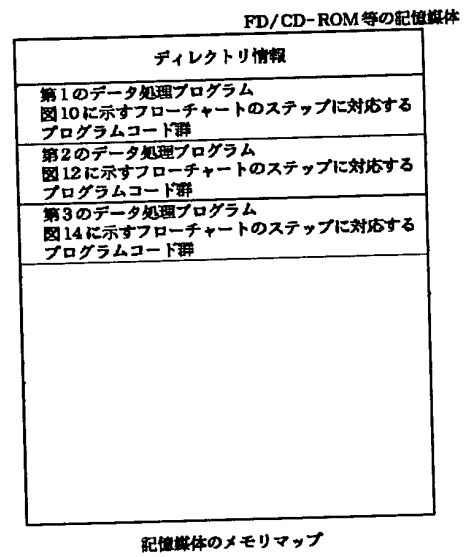 FD/CD-ROM等の記憶媒体
ディレクトリ情報
第1のデータ処理プログラム
図10に示すフローチャートのステップに対応する
プログラムコード群
第2のデータ処理プログラム
図12に示すフローチャートのステップに対応する
プログラムコード群
第3のデータ処理プログラム
図14に示すフローチャートのステップに対応する
プログラムコード群
記憶媒体のメモリマップ